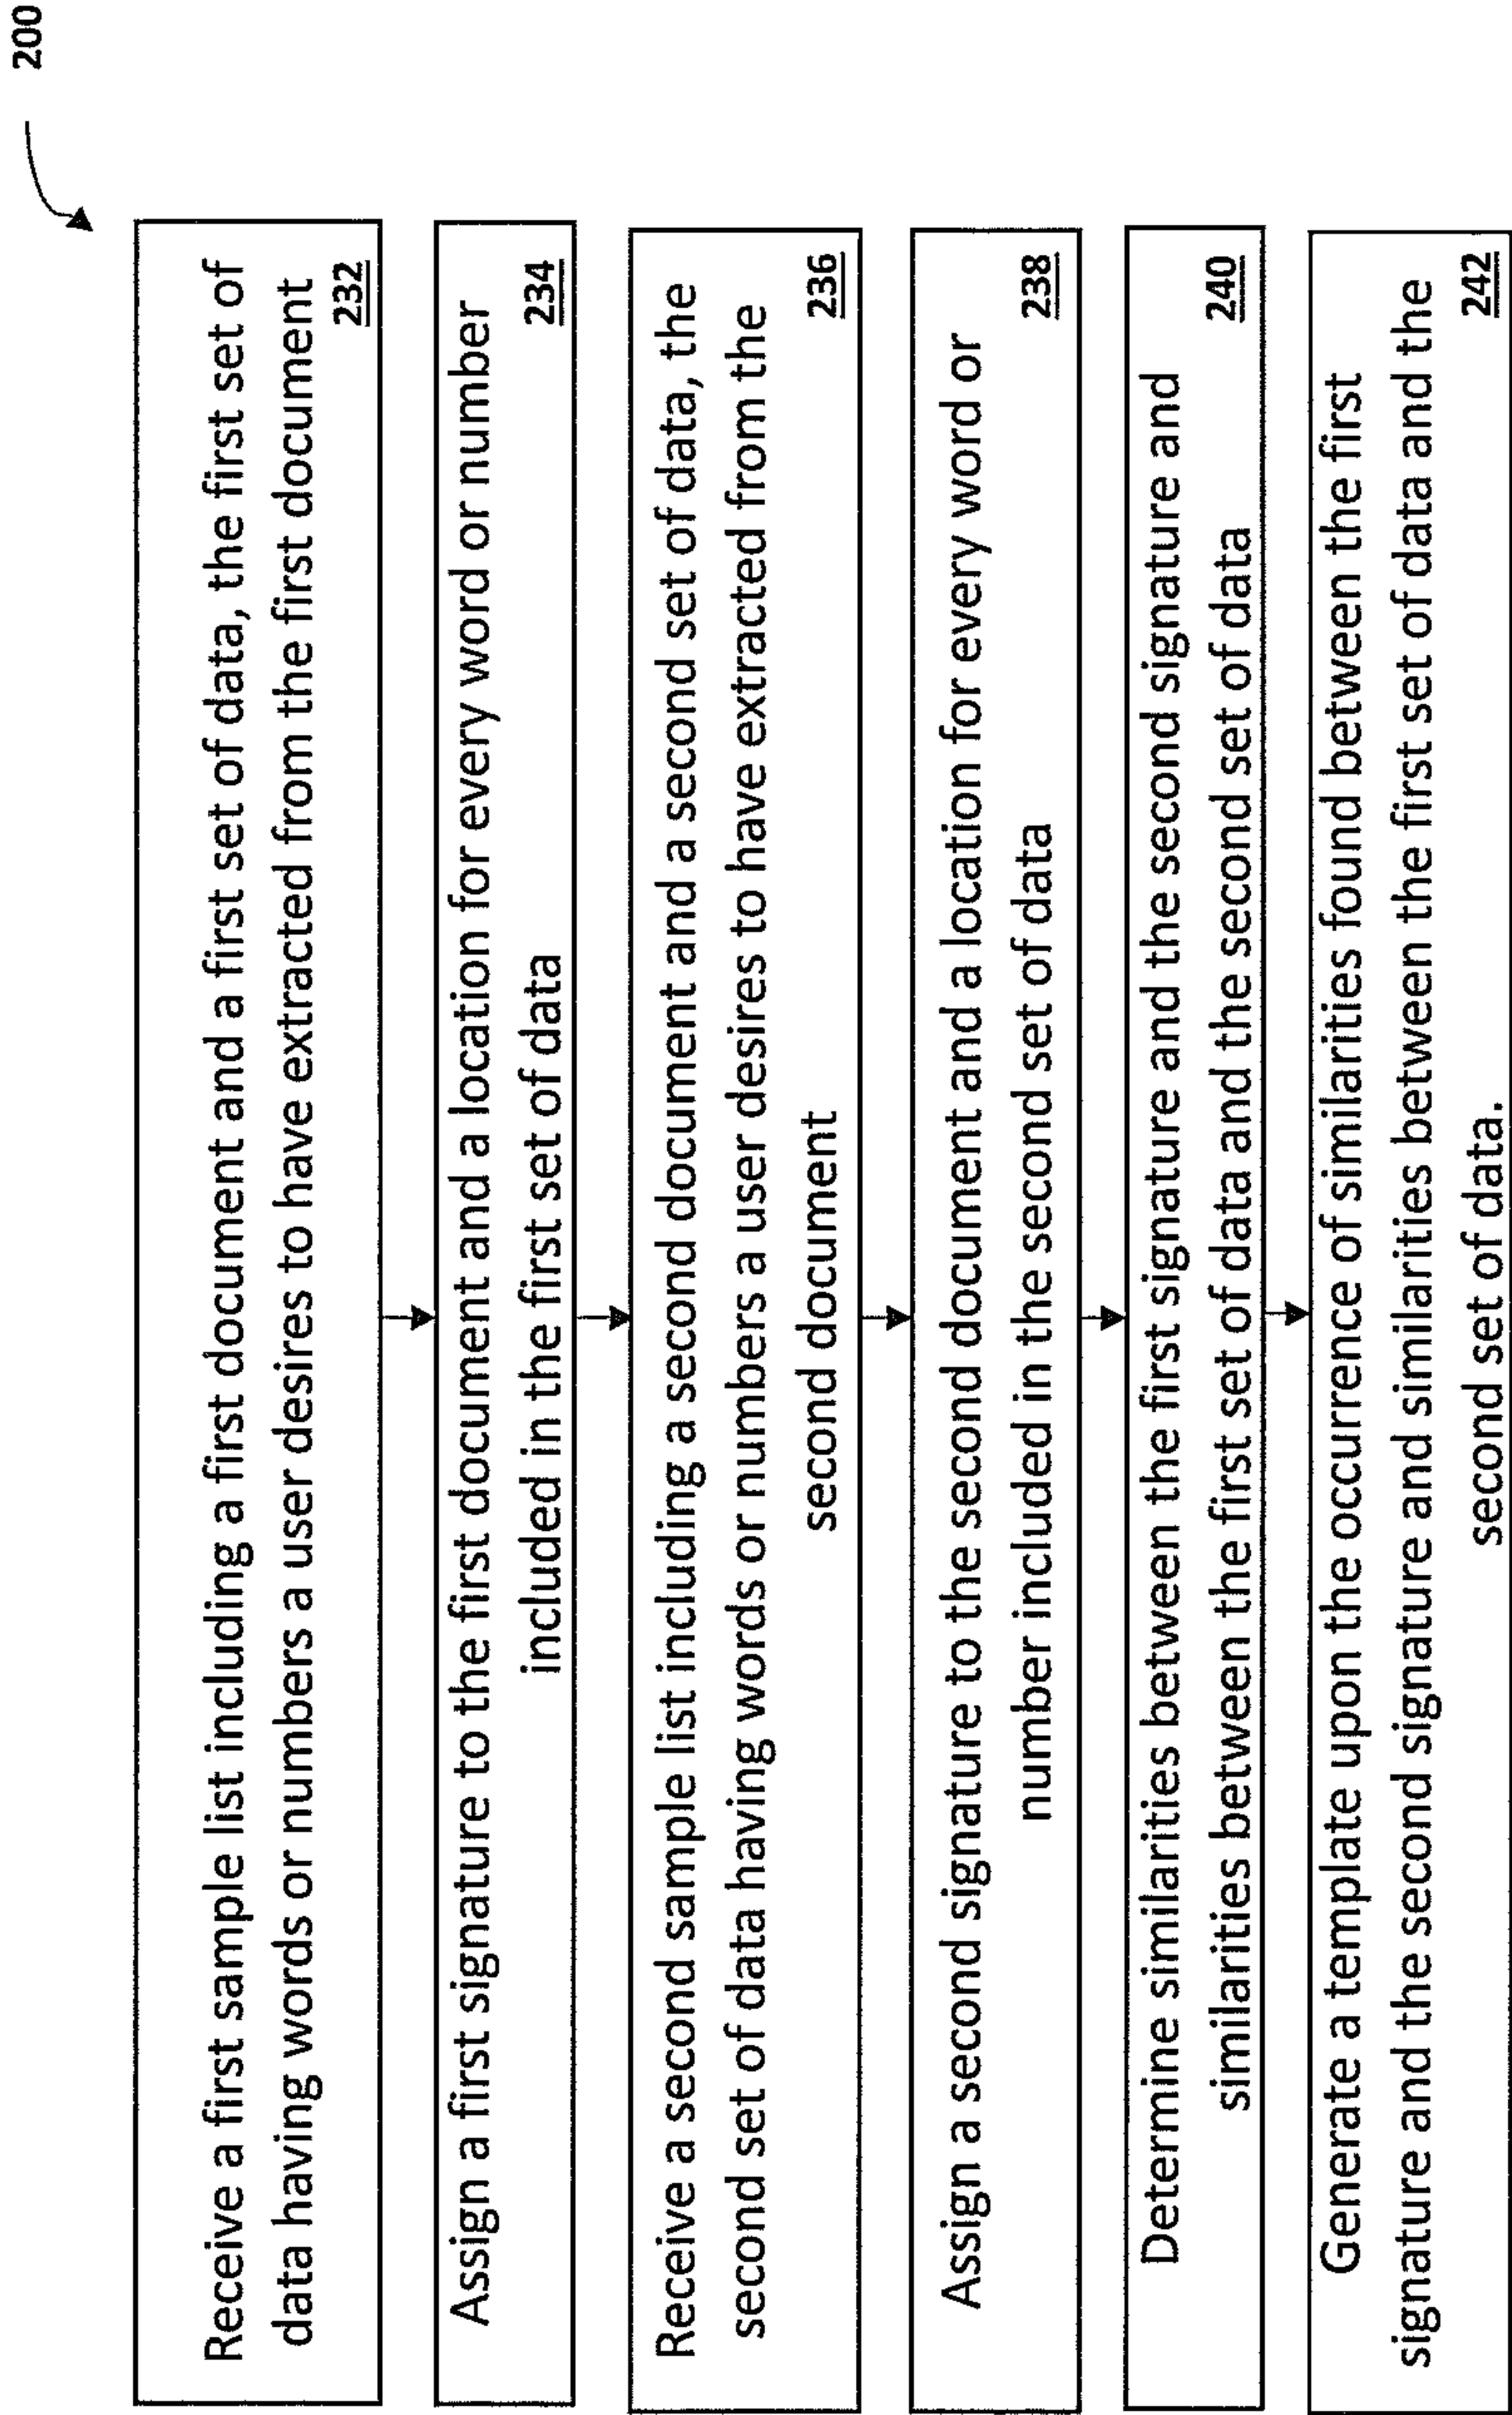 200
Receive a first sample list including a first document and a first set of data, the first set of
data having words or numbers a user desires to have extracted from the first document
232
Assign a first signature to the first document and a location for every word or number
234
included in the first set of data
Receive a second sample list including a second document and a second set of data, the
second set of data having words or numbers a user desires to have extracted from the
second document
236
Assign a second signature to the second document and a location for every word or
number included in the second set of data
238
Determine similarities between the first signature and the second signature and
similarities between the first set of data and the second set of data
240
Generate a template upon the occurrence of similarities found between the first
signature and the second signature and similarities between the first set of data and the
second set of data.
242